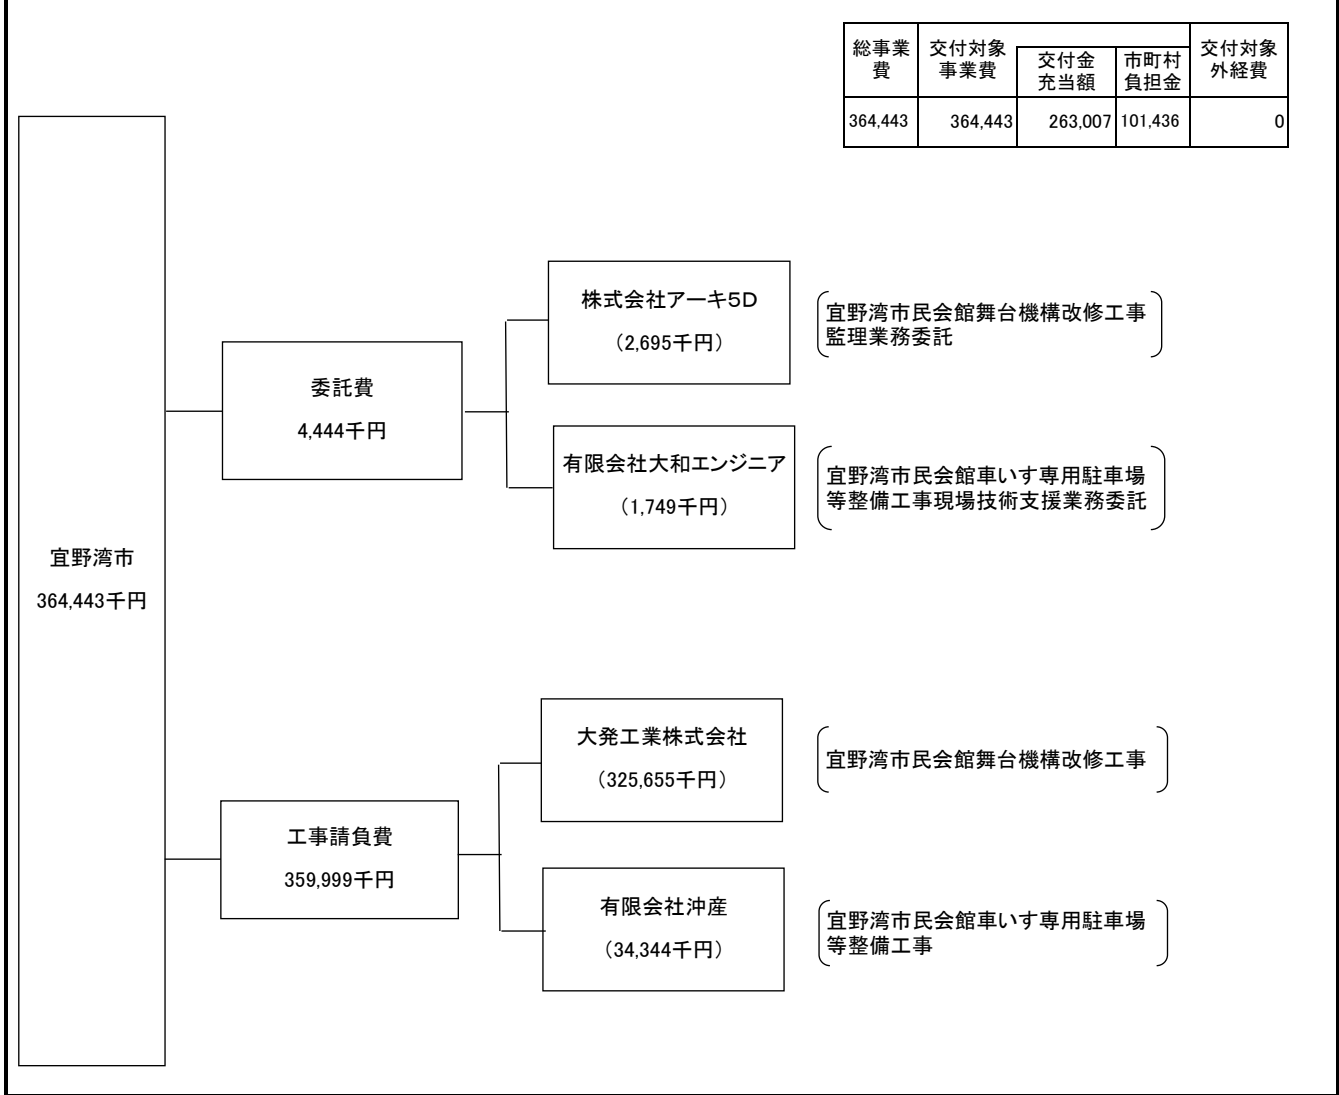 総事業
費
交付対象
事業費
交付金
充当額
市町村
負担金
交付対象
外経費
364,443
364,443
263,007
101,436
0
宜野湾市
364,443千円
委託費
4,444千円
株式会社アーキ5D
（2,695千円）
宜野湾市民会館舞台機構改修工事
監理業務委託
有限会社大和エンジニア
（1,749千円）
宜野湾市民会館車いす専用駐車場
等整備工事現場技術支援業務委託
工事請負費
359,999千円
大発工業株式会社
（325,655千円）
宜野湾市民会館舞台機構改修工事
有限会社沖産
（34,344千円）
宜野湾市民会館車いす専用駐車場
等整備工事